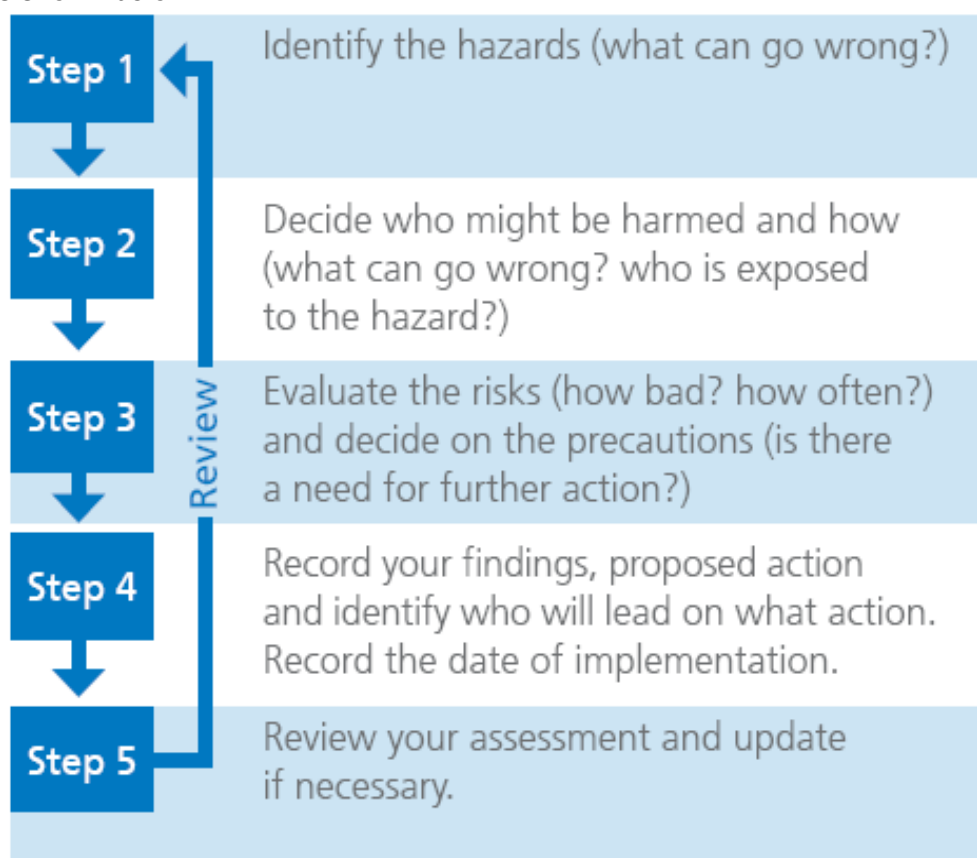 Step 1
Identify the hazards (what can go wrong?)
Step 2
Decide who might be harmed and how
(what can go wrong? who is exposed
to the hazard?)
Step 3
Evaluate the risks (how bad? how often?)
and decide on the precautions (is there
a need for further action?)
Review
Step 4
Record your findings, proposed action
and identify who will lead on what action.
Record the date of implementation.
Step 5
Review your assessment and update
if necessary.